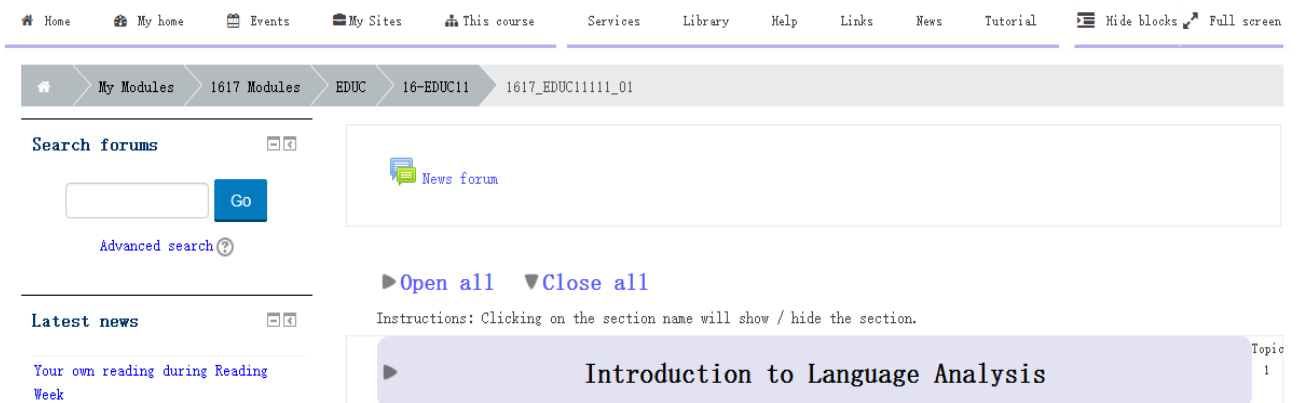 Home My home Events My Sites This course Services Library Help Links News Tutorial Hide blocks Full screen
My Modules 1617 Modules EDUC 16-EDUC11 1617_EDUC11111_01
Search forums
Go
Advanced search
Latest news
Your own reading during Reading
Week
News forum
Open all Close all
Instructions: Clicking on the section name will show / hide the section.
Introduction to Language Analysis
Topic
1